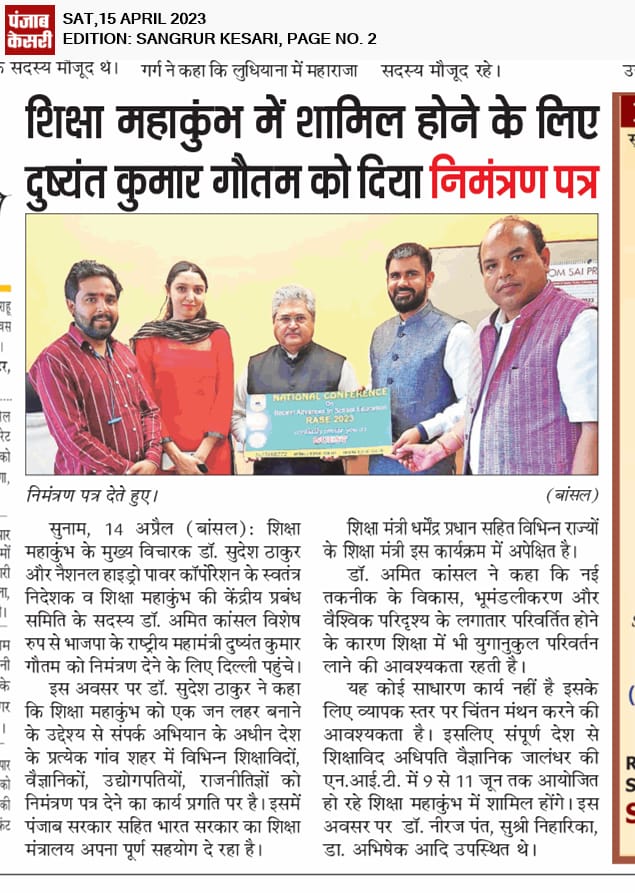 पंजाब
केसरी
SAT,15 APRIL 2023
EDITION: SANGRUR KESARI, PAGE NO. 2
सदस्य मौजूद थे।
गर्ग ने कहा कि लुधियाना में महाराजा
सदस्य मौजूद रहे।
शिक्षा महाकुंभ में शामिल होने के लिए
दुष्यंत कुमार गौतम को दिया निमंत्रण पत्र
OM SAI PR
NATIONAL CONFERENCE
On
Recent Advances in School Education
RASE 2023
निमंत्रण पत्र देते हुए।
(बांसल)
सुनाम, 14 अप्रैल (बांसल): शिक्षा
महाकुंभ के मुख्य विचारक डॉ. सुदेश ठाकुर
और नैशनल हाइड्रो पावर कॉर्पोरेशन के स्वतंत्र
निदेशक व शिक्षा महाकुंभ की केंद्रीय प्रबंध
समिति के सदस्य डॉ. अमित कांसल विशेष
रुप से भाजपा के राष्ट्रीय महामंत्री दुष्यंत कुमार
गौतम को निमंत्रण देने के लिए दिल्ली पहुंचे।
इस अवसर पर डॉ. सुदेश ठाकुर ने कहा
कि शिक्षा महाकुंभ को एक जन लहर बनाने
के उद्देश्य से संपर्क अभियान के अधीन देश
के प्रत्येक गांव शहर में विभिन्न शिक्षाविदों,
वैज्ञानिकों, उद्योगपतियों, राजनीतिज्ञों को
निमंत्रण पत्र देने का कार्य प्रगति पर है। इसमें
पंजाब सरकार सहित भारत सरकार का शिक्षा
मंत्रालय अपना पूर्ण सहयोग दे रहा है।
शिक्षा मंत्री धर्मेंद्र प्रधान सहित विभिन्न राज्यों
के शिक्षा मंत्री इस कार्यक्रम में अपेक्षित है।
डॉ. अमित कांसल ने कहा कि नई
तकनीक के विकास, भूमंडलीकरण और
वैश्विक परिदृश्य के लगातार परिवर्तित होने
के कारण शिक्षा में भी युगानुकुल परिवर्तन
लाने की आवश्यकता रहती है।
यह कोई साधारण कार्य नहीं है इसके
लिए व्यापक स्तर पर चिंतन मंथन करने की
आवश्यकता है। इसलिए संपूर्ण देश से
शिक्षाविद अधिपति वैज्ञानिक जालंधर की
एन.आई.टी. में 9 से 11 जून तक आयोजित
हो रहे शिक्षा महाकुंभ में शामिल होंगे। इस
अवसर पर डॉ. नीरज पंत, सुश्री निहारिका,
डा. अभिषेक आदि उपस्थित थे।